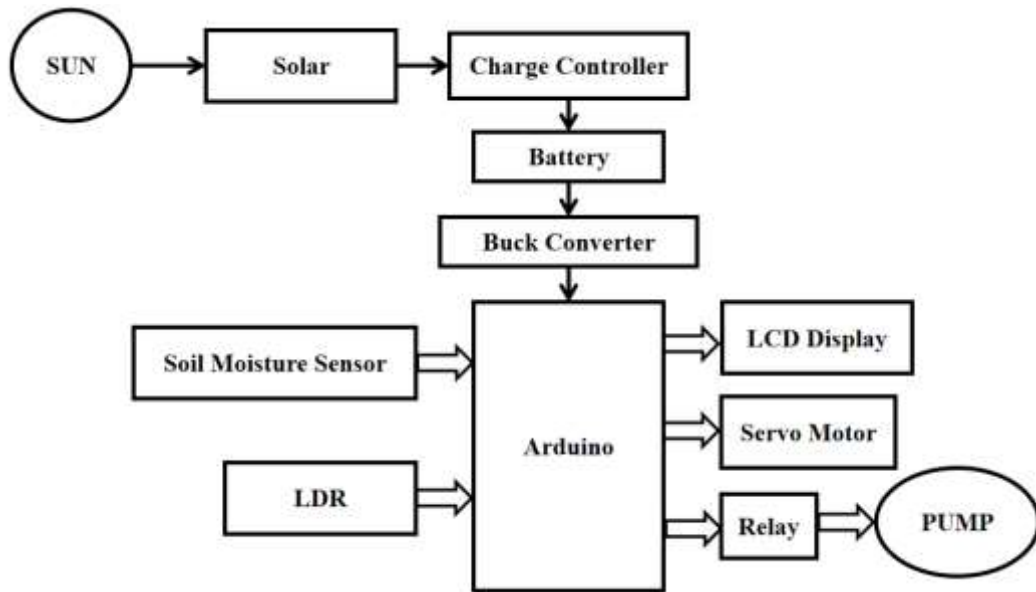 SUN
Solar
Charge Controller
Battery
Buck Converter
Soil Moisture Sensor
LDR
Arduino
LCD Display
Servo Motor
Relay
PUMP